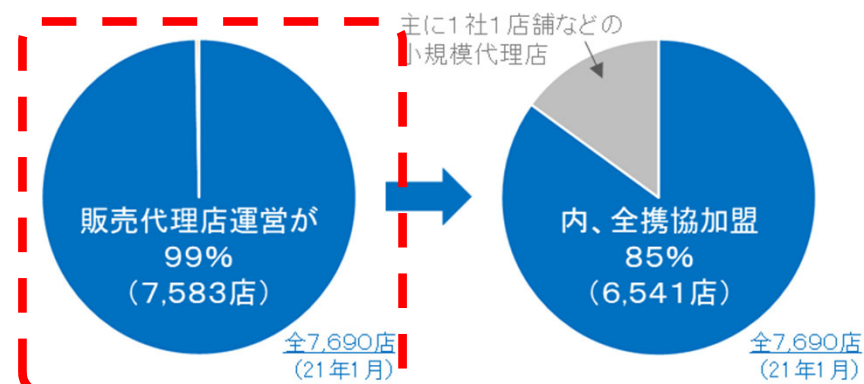 主に1社1店舗などの
小規模代理店
販売代理店運営が
99%
（7,583店）
全7,690店
（21年1月）
内、全携協加盟
85%
（6,541店）
全7,690店
（21年1月）